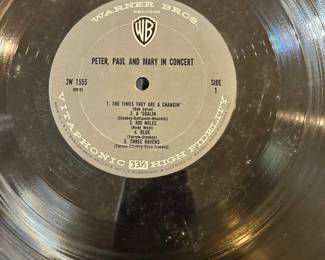 WARNER BROS.
RECORDS
WB
PETER, PAUL AND MARY IN CONCERT
2W 1555
SIDE
1
1. THE TIMES THEY ARE A CHANGIN'
(Bob Dylan)
2. A 'SOALIN
3. 500 MILES
(Hedy West)
4. BLUE
5. THREE RAVENS
VITAPHONIC 33⅓ HIGH FIDELITY